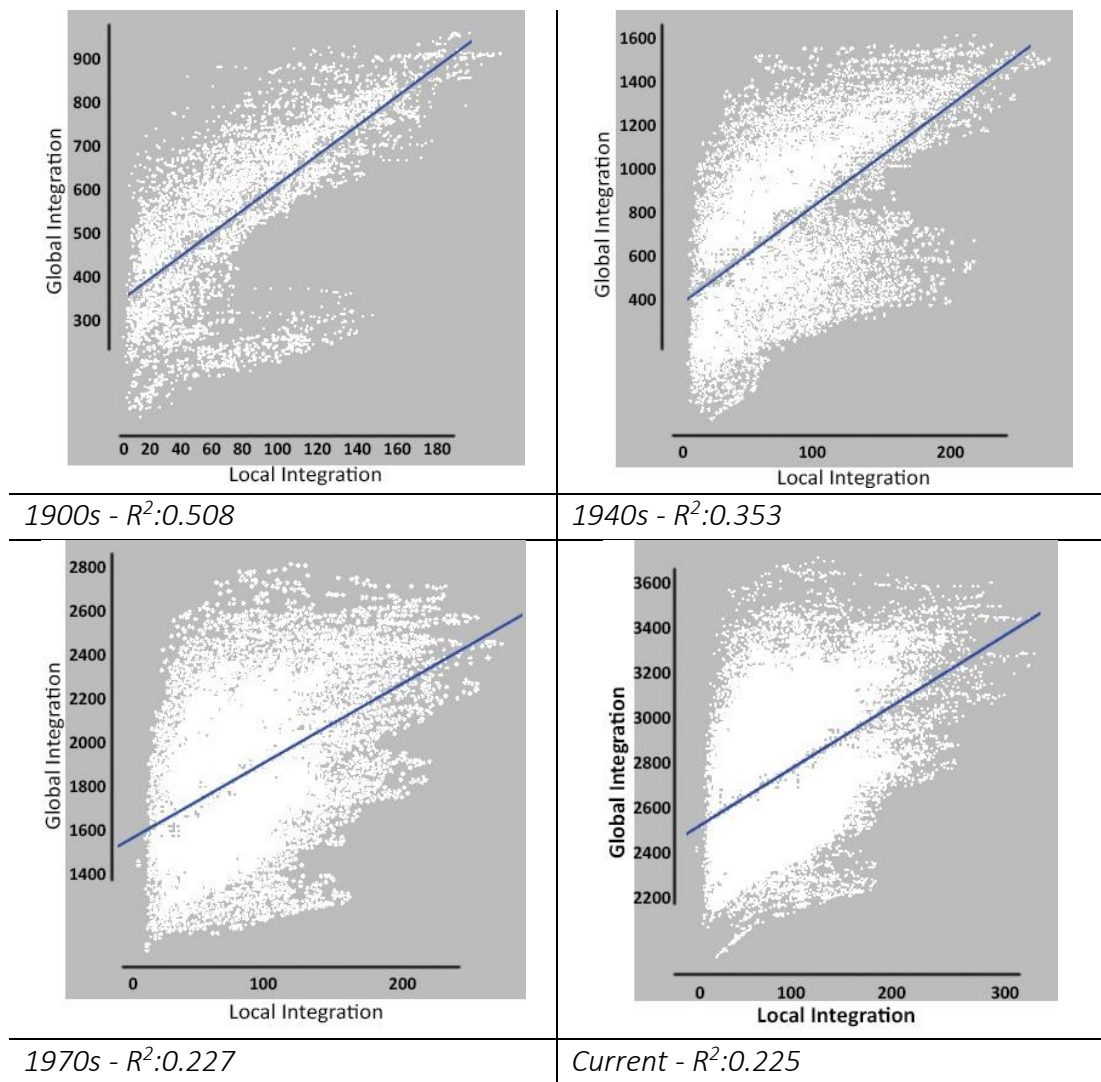 900
800
700
600
500
400
300
Global Integration
0 20 40 60 80 100 120 140 160 180
Local Integration
1600
1400
1200
1000
800
600
400
Global Integration
0 100 200
Local Integration
1900s - R²:0.508
1940s - R²:0.353
2800
2600
2400
2200
2000
1800
1600
1400
Global Integration
0 100 200
Local Integration
3600
3400
3200
3000
2800
2600
2400
2200
Global Integration
0 100 200 300
Local Integration
1970s - R²:0.227
Current - R²:0.225